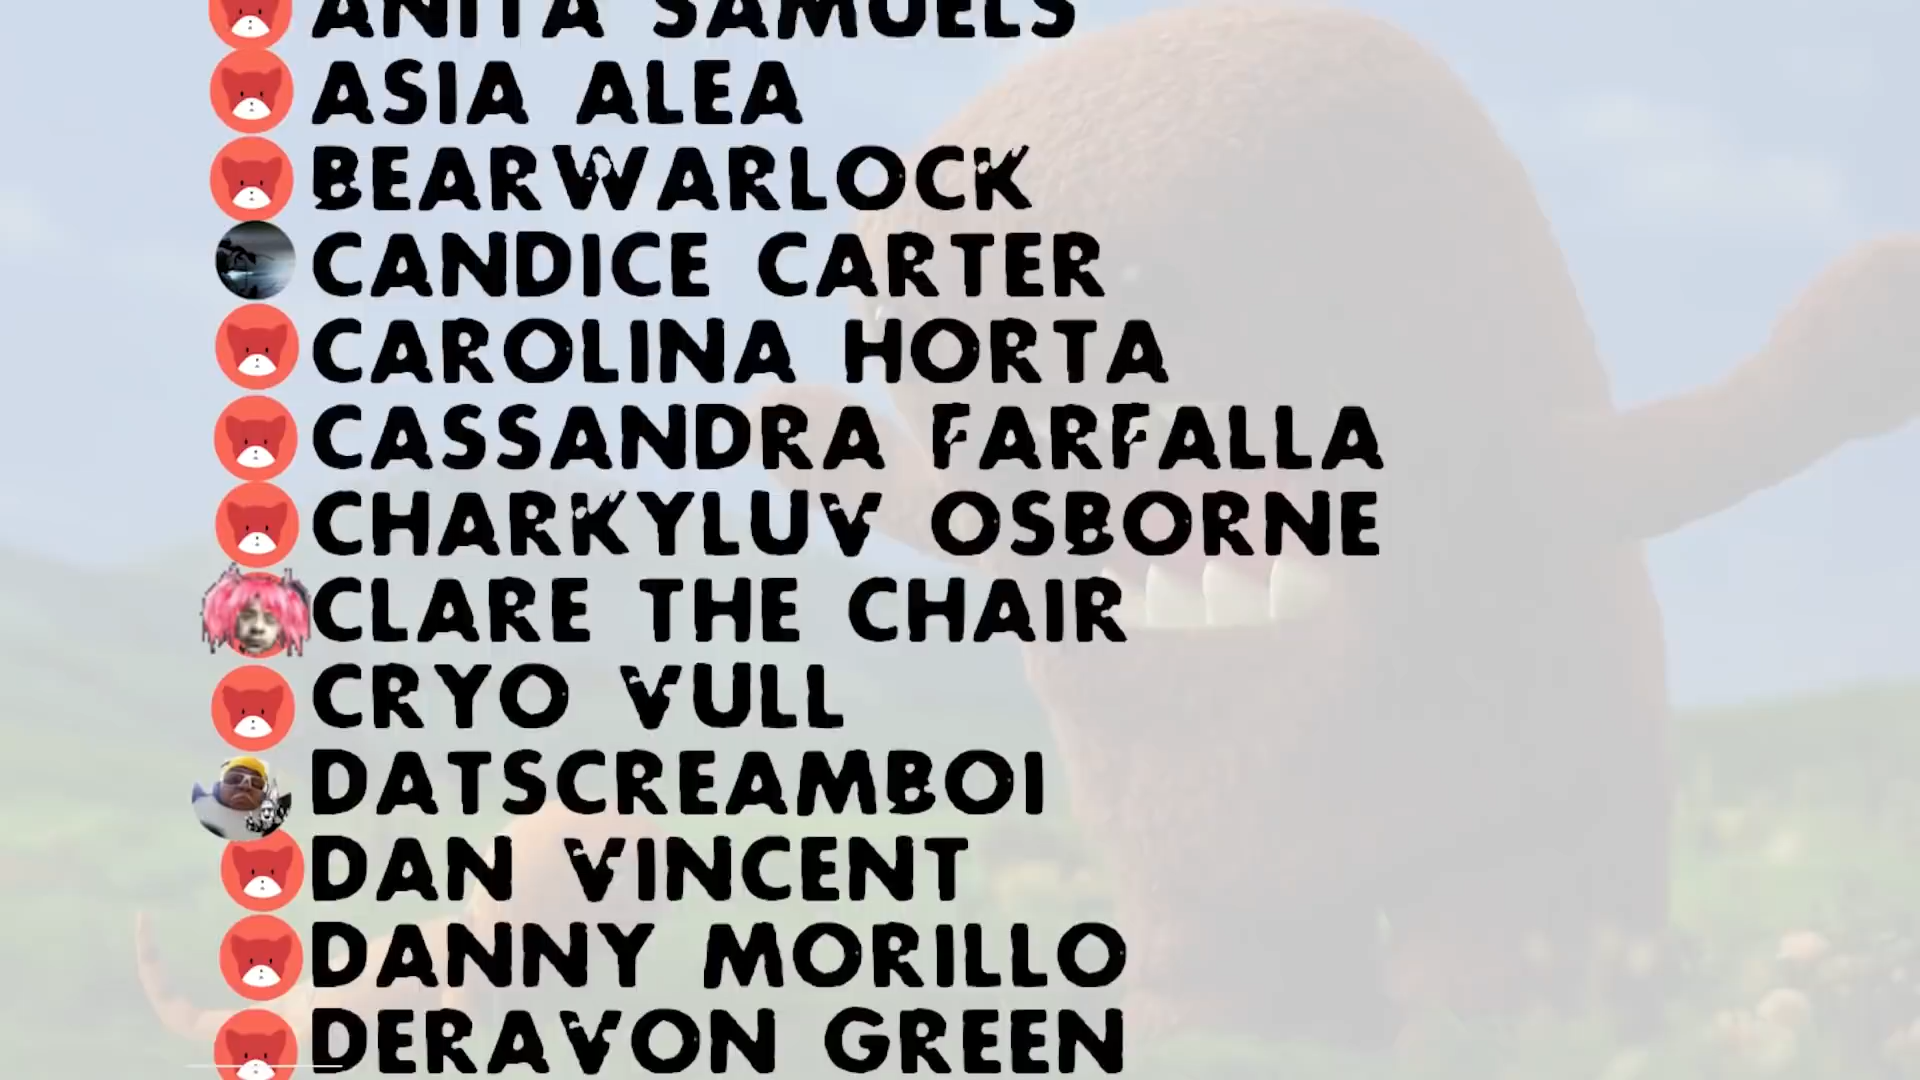 ANITA SAMUELS
ASIA ALEA
BEARWARLOCK
CANDICE CARTER
CAROLINA HORTA
CASSANDRA FARFALLA
CHARKYLUV OSBORNE
CLARE THE CHAIR
CRYO VULL
DATSCREAMBOI
DAN VINCENT
DANNY MORILLO
DERAVON GREEN